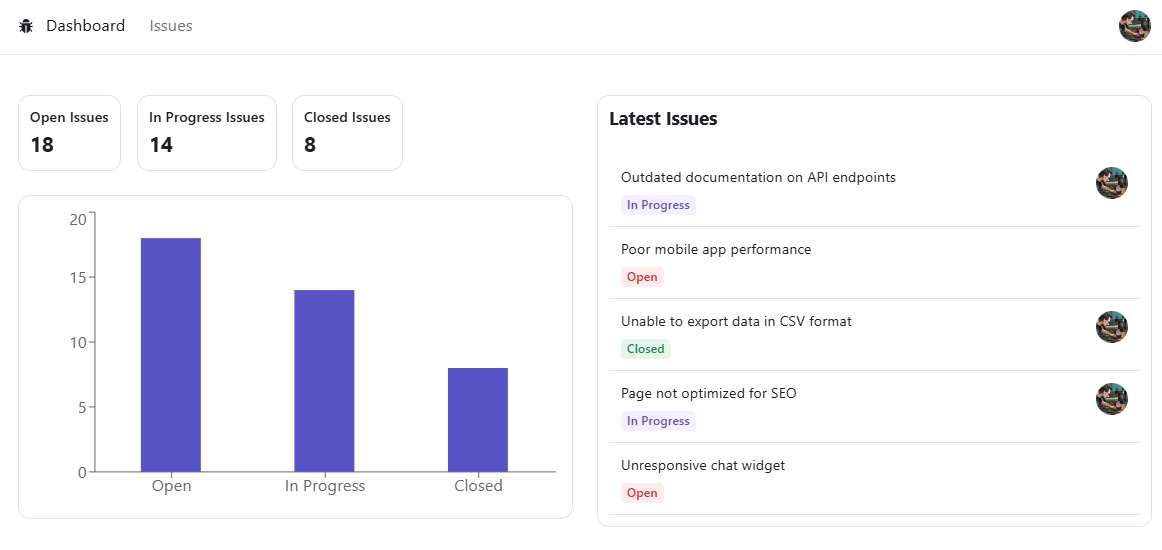 Dashboard Issues
Open Issues
18
In Progress Issues
14
Closed Issues
8
20
15
10
5
0
Open In Progress Closed
Latest Issues
Outdated documentation on API endpoints
In Progress
Poor mobile app performance
Open
Unable to export data in CSV format
Closed
Page not optimized for SEO
In Progress
Unresponsive chat widget
Open